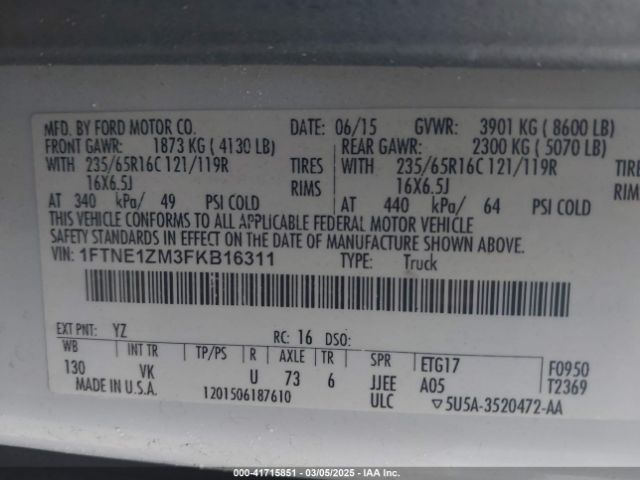 MFD. BY FORD MOTOR CO. DATE: 06/15 GVWR: 3901 KG ( 8600 LB)
FRONT GAWR: 1873 KG ( 4130 LB) REAR GAWR: 2300 KG ( 5070 LB)
WITH 235/65R16C 121/119R TIRES WITH 235/65R16C 121/119R TIRES
16X6.5J RIMS 16X6.5J RIMS
AT 340 kPa/ 49 PSI COLD AT 440 kPa/ 64 PSI COLD
THIS VEHICLE CONFORMS TO ALL APPLICABLE FEDERAL MOTOR VEHICLE
SAFETY STANDARDS IN EFFECT ON THE DATE OF MANUFACTURE SHOWN ABOVE
VIN: 1FTNE1ZM3FKB16311 TYPE: Truck
EXT PNT: YZ RC: 16 DSO:
WB INT TR TP/PS R AXLE TR SPR ETG17 F0950
130 VK U 73 6 JJEE A05 T2369
MADE IN U.S.A. 1201506187610 ULC ▽5U5A-3520472-AA
000-41715851 - 03/05/2025 - IAA Inc.